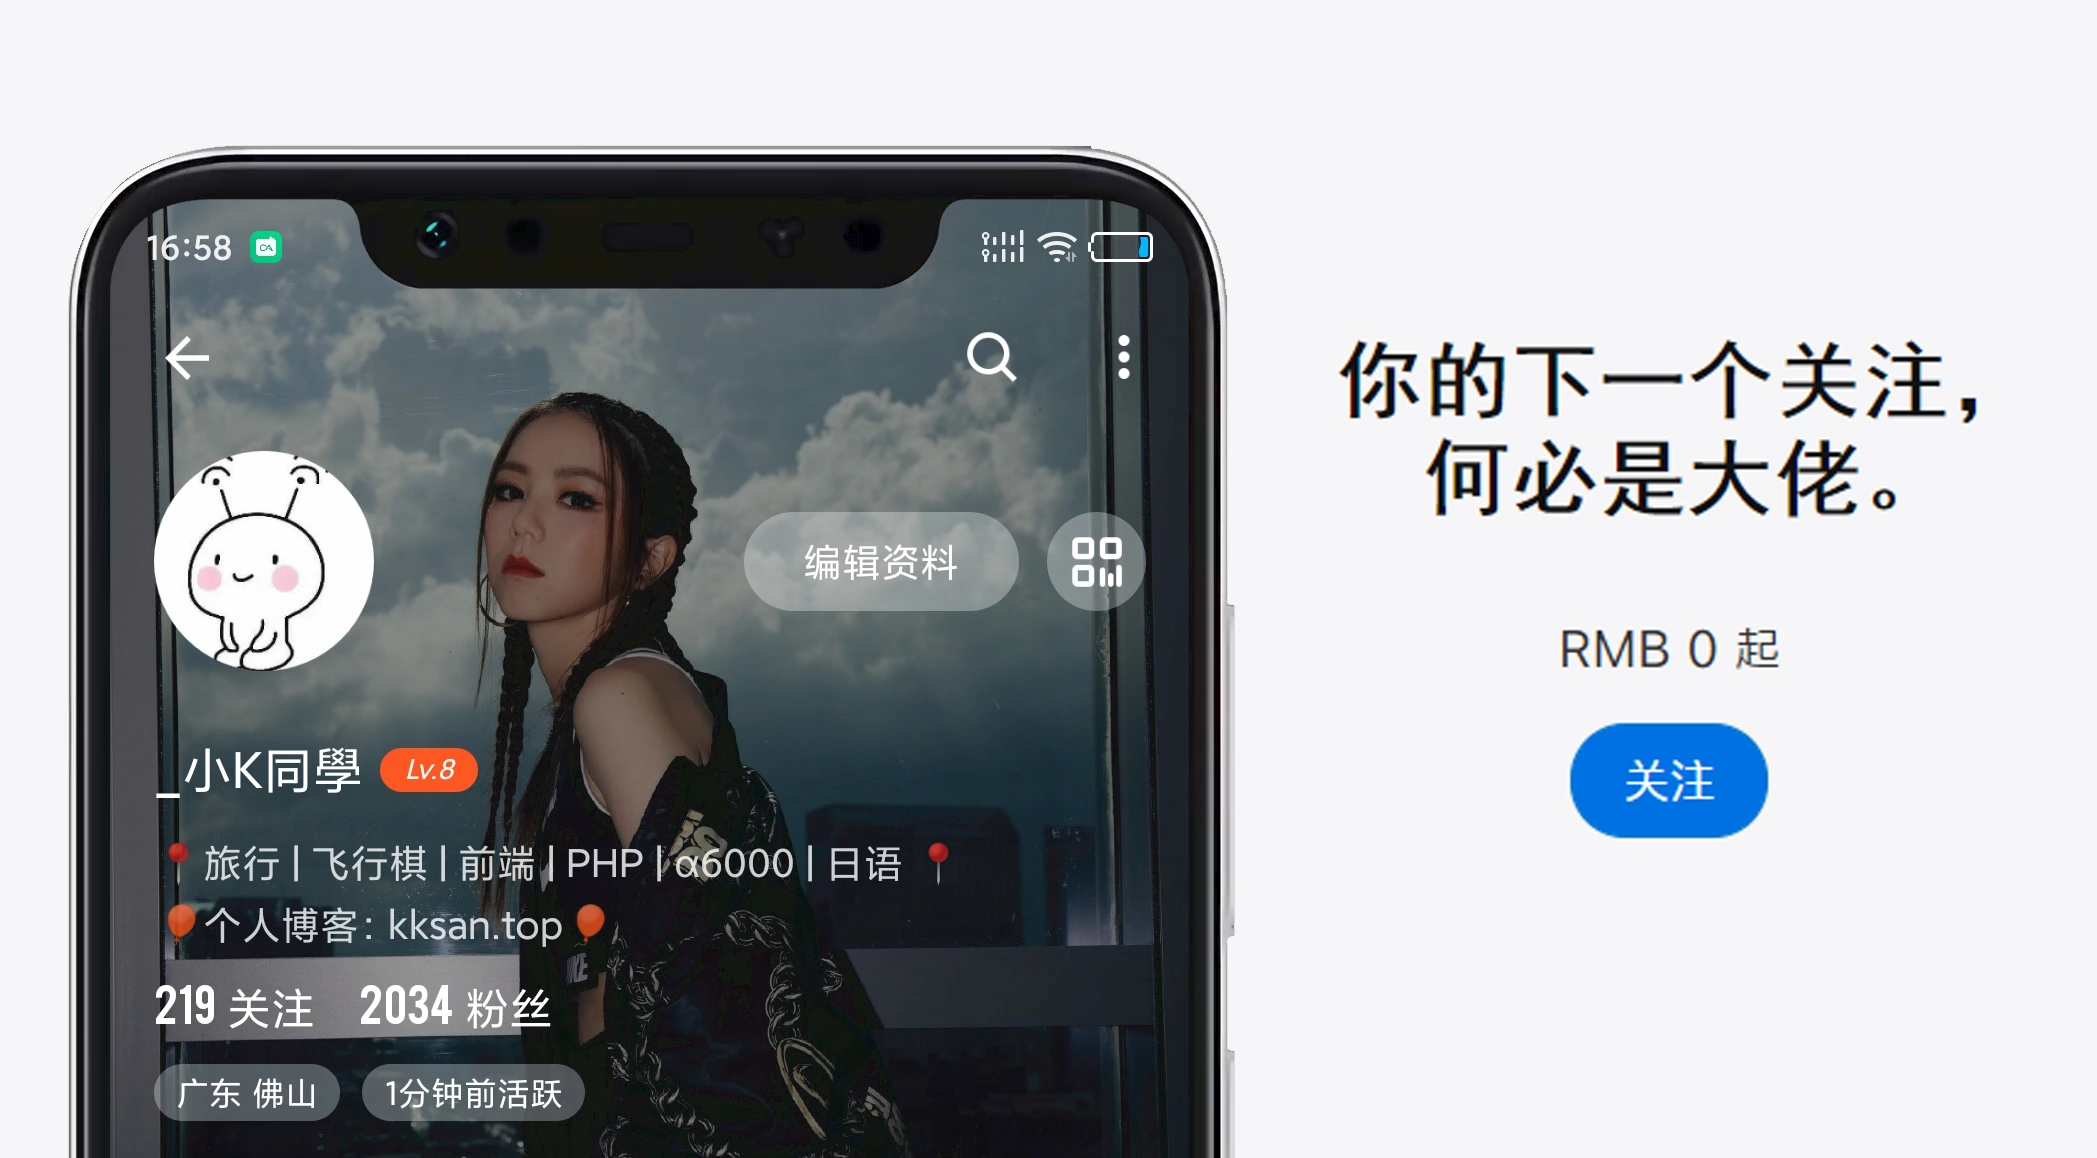 16:58
编辑资料
_小K同學 Lv.8
旅行 | 飞行棋 | 前端 | PHP | α6000 | 日语
个人博客：kksan.top
219 关注 2034 粉丝
广东 佛山 1分钟前活跃
你的下一个关注，
何必是大佬。
RMB 0 起
关注